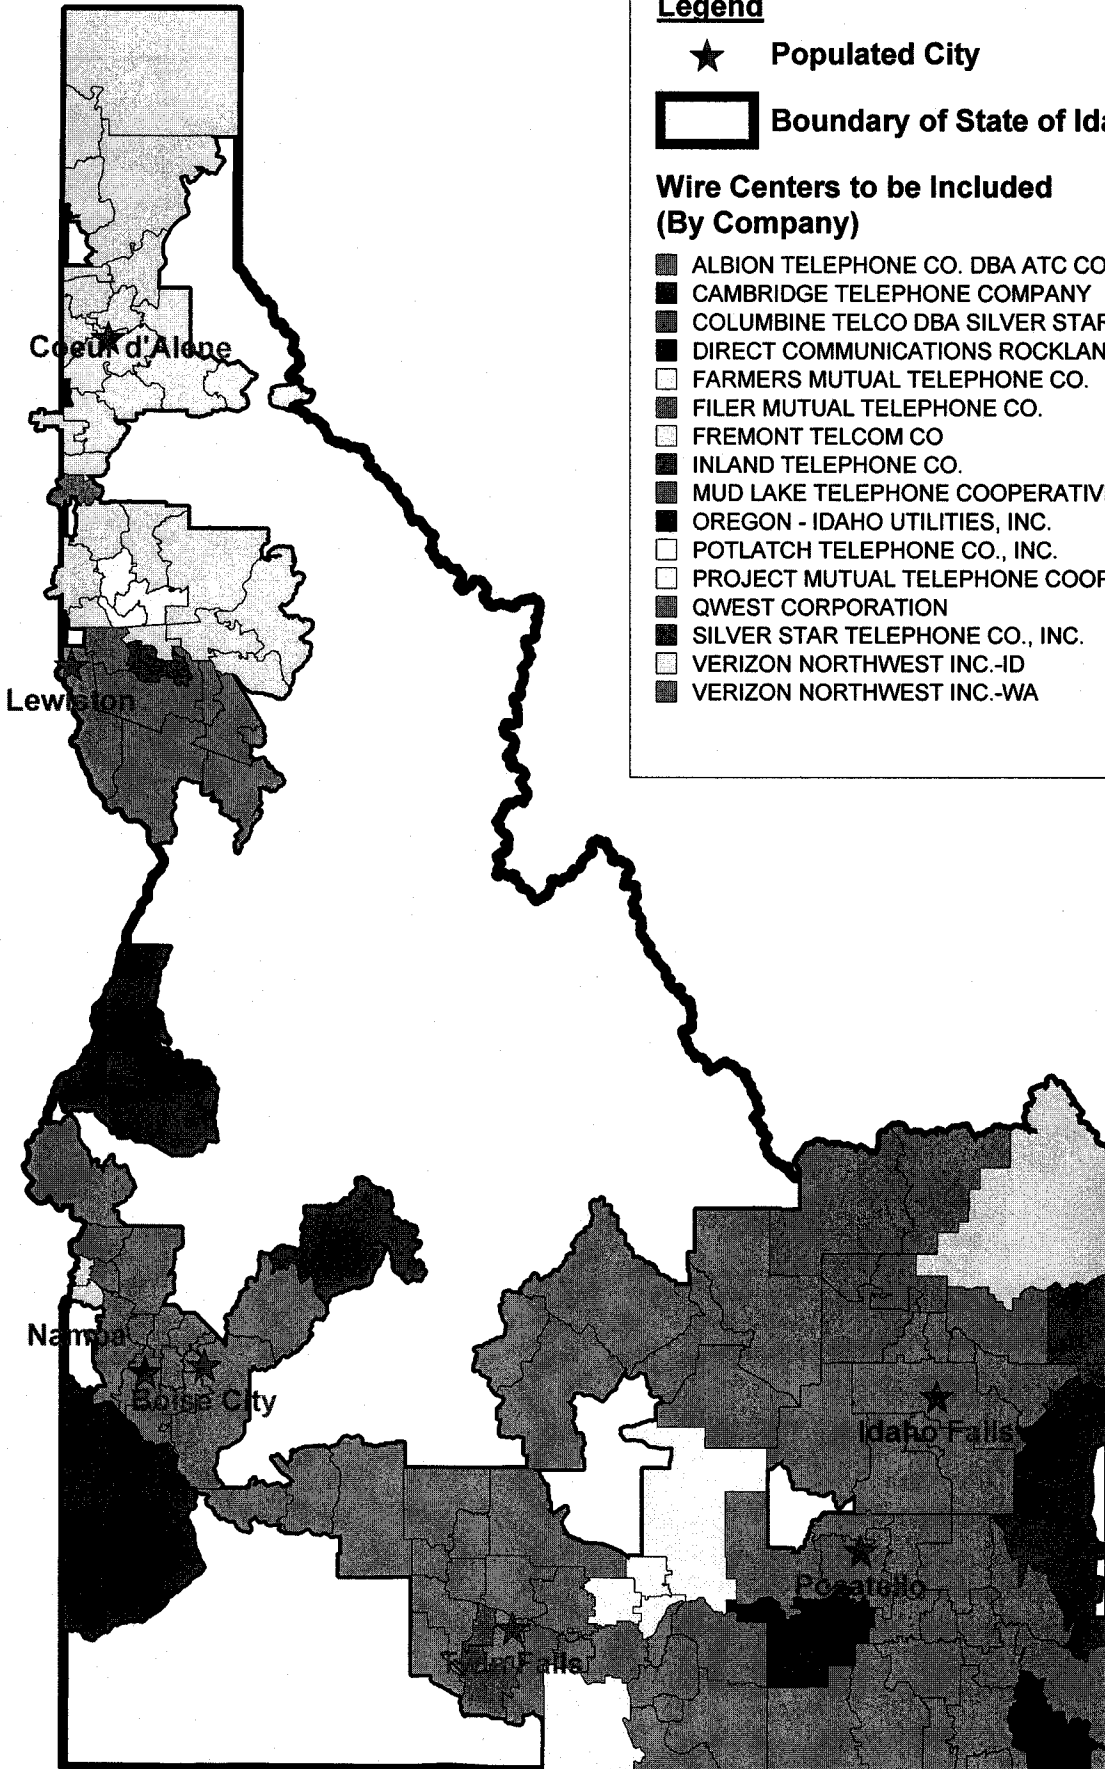 Legend
Populated City
Boundary of State of Ida
Wire Centers to be Included
(By Company)
ALBION TELEPHONE CO. DBA ATC CO
CAMBRIDGE TELEPHONE COMPANY
COLUMBINE TELCO DBA SILVER STAR
DIRECT COMMUNICATIONS ROCKLAN
FARMERS MUTUAL TELEPHONE CO.
FILER MUTUAL TELEPHONE CO.
FREMONT TELCOM CO
INLAND TELEPHONE CO.
MUD LAKE TELEPHONE COOPERATIV
OREGON - IDAHO UTILITIES, INC.
POTLATCH TELEPHONE CO., INC.
PROJECT MUTUAL TELEPHONE COOP
QWEST CORPORATION
SILVER STAR TELEPHONE CO., INC.
VERIZON NORTHWEST INC.-ID
VERIZON NORTHWEST INC.-WA
Coeur d'Alene
Lewiston
Nampa
Boise City
Idaho Falls
Pocatello
Twin Falls